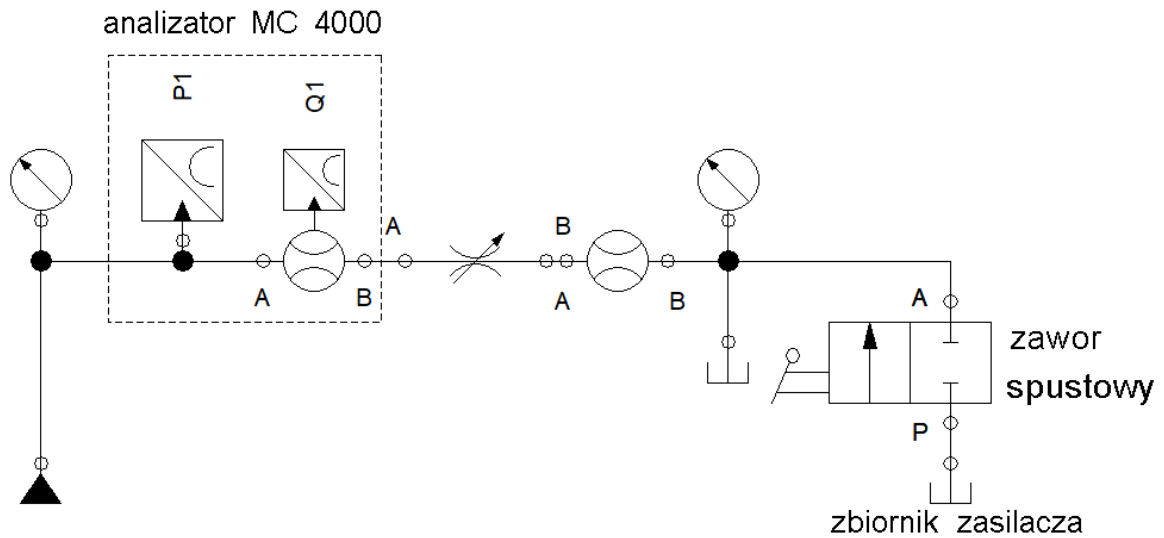 analizator MC 4000
P1
Q1
A
B
A
B
A
B
A
zawor
spustowy
P
zbiornik zasilacza